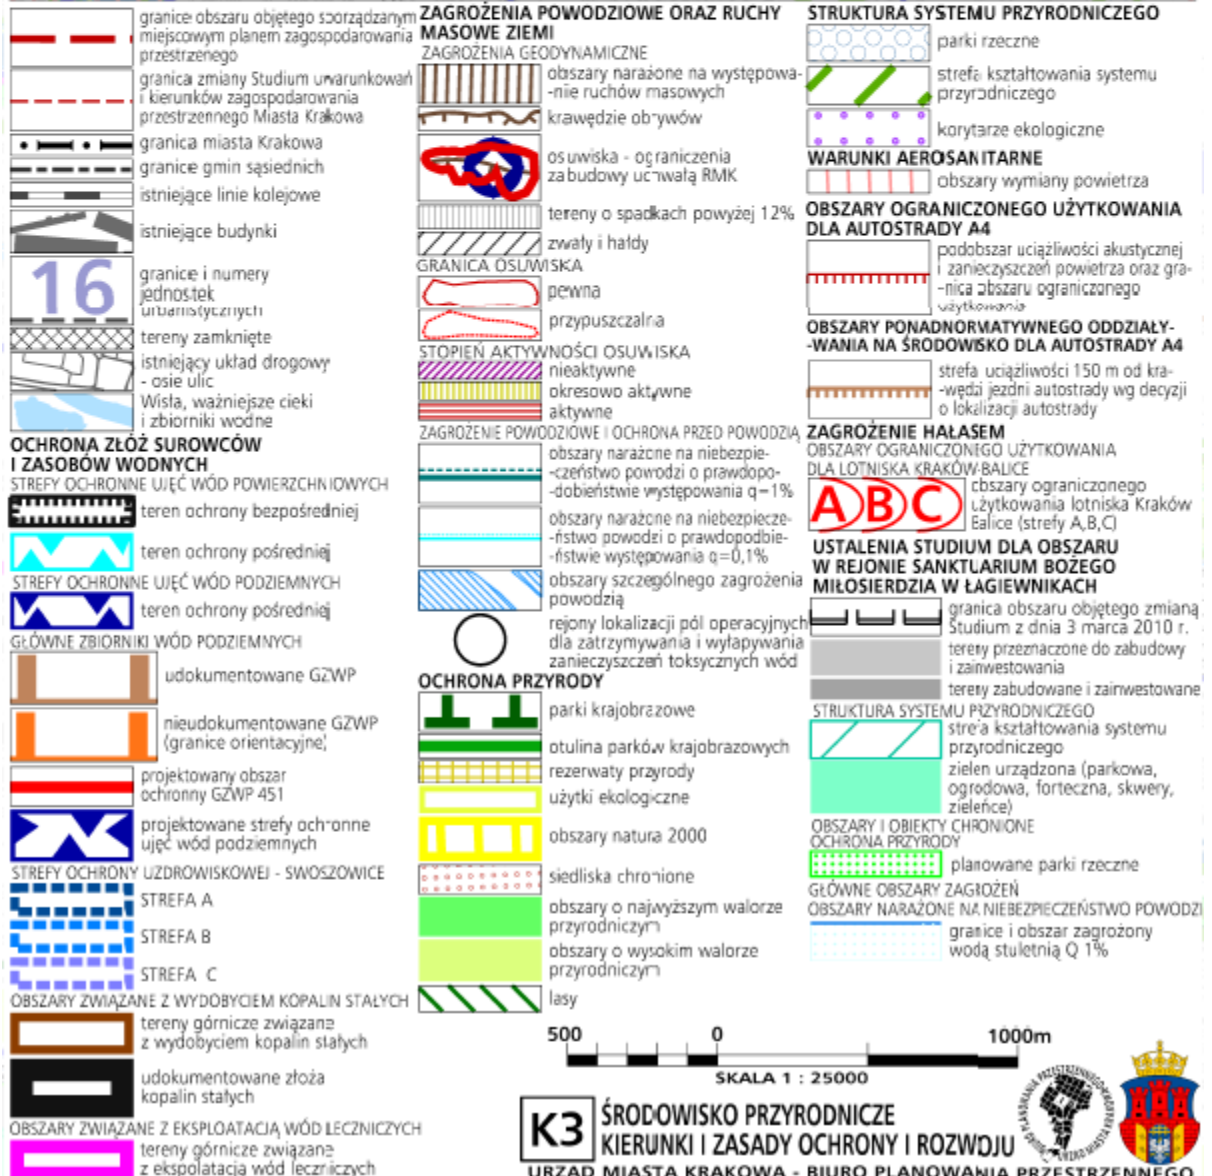 granice obszaru objętego sporządzanym
miejscowym planem zagospodarowania
przestrzenego
granica zmiany Studium uwarunkowań
i kierunków zagospodarowania
przestrzennego Miasta Krakowa
granica miasta Krakowa
granice gmin sąsiednich
istniejące linie kolejowe
istniejące budynki
16
granice i numery
jednostek
urbanistycznych
tereny zamknięte
istniejący układ drogowy
- osie ulic
Wisła, ważniejsze cieki
i zbiorniki wodne
OCHRONA ZŁÓŻ SUROWCÓW
I ZASOBÓW WODNYCH
STREFY OCHRONNE UJĘĆ WÓD POWIERZCHNIOWYCH
teren ochrony bezpośredniej
teren ochrony pośredniej
STREFY OCHRONNE UJĘĆ WÓD PODZIEMNYCH
teren ochrony pośredniej
GŁÓWNE ZBIORNIKI WÓD PODZIEMNYCH
udokumentowane GZWP
nieudokumentowane GZWP
(granice orientacyjne)
projektowany obszar
ochronny GZWP 451
projektowane strefy ochronne
ujęć wód podziemnych
STREFY OCHRONY UZDROWISKOWEJ - SWOSZOWICE
STREFA A
STREFA B
STREFA C
OBSZARY ZWIĄZANE Z WYDOBYCIEM KOPALIN STAŁYCH
tereny górnicze związane
z wydobyciem kopalin stałych
udokumentowane złoża
kopalin stałych
OBSZARY ZWIĄZANE Z EKSPLOATACJĄ WÓD LECZNICZYCH
tereny górnicze związane
z ekspolatacją wód leczniczych
ZAGROŻENIA POWODZIOWE ORAZ RUCHY
MASOWE ZIEMI
ZAGROŻENIA GEODYNAMICZNE
obszary narażone na występowa-
-nie ruchów masowych
krawędzie obrywów
osuwiska - ograniczenia
zabudowy uchwałą RMK
tereny o spadkach powyżej 12%
zwały i hałdy
GRANICA OSUWISKA
pewna
przypuszczalna
STOPIEŃ AKTYWNOŚCI OSUWISKA
nieaktywne
okresowo aktywne
aktywne
ZAGROŻENIE POWODZIOWE I OCHRONA PRZED POWODZIĄ
obszary narażone na niebezpie-
-czeństwo powodzi o prawdopo-
-dobieństwie występowania q=1%
obszary narażone na niebezpiecze-
-ństwo powodzi o prawdopodbie-
-ństwie występowania q=0,1%
obszary szczególnego zagrożenia
powodzią
rejony lokalizacji pól operacyjnych
dla zatrzymywania i wyłapywania
zanieczyszczeń toksycznych wód
OCHRONA PRZYRODY
parki krajobrazowe
otulina parków krajobrazowych
rezerwaty przyrody
użytki ekologiczne
obszary natura 2000
siedliska chronione
obszary o najwyższym walorze
przyrodniczym
obszary o wysokim walorze
przyrodniczym
lasy
STRUKTURA SYSTEMU PRZYRODNICZEGO
parki rzeczne
strefa kształtowania systemu
przyrodniczego
korytarze ekologiczne
WARUNKI AEROSANITARNE
obszary wymiany powietrza
OBSZARY OGRANICZONEGO UŻYTKOWANIA
DLA AUTOSTRADY A4
podobszar uciążliwości akustycznej
i zanieczyszczeń powietrza oraz gra-
-nica obszaru ograniczonego
użytkowania
OBSZARY PONADNORMATYWNEGO ODDZIAŁY-
-WANIA NA ŚRODOWISKO DLA AUTOSTRADY A4
strefa uciążliwości 150 m od kra-
-wędzi jezdni autostrady wg decyzji
o lokalizacji autostrady
ZAGROŻENIE HAŁASEM
OBSZARY OGRANICZONEGO UŻYTKOWANIA
DLA LOTNISKA KRAKÓW-BALICE
A B C
obszary ograniczonego
użytkowania lotniska Kraków
Balice (strefy A,B,C)
USTALENIA STUDIUM DLA OBSZARU
W REJONIE SANKTUARIUM BOŻEGO
MIŁOSIERDZIA W ŁAGIEWNIKACH
granica obszaru objętego zmianą
Studium z dnia 3 marca 2010 r.
tereny przeznaczone do zabudowy
i zainwestowania
tereny zabudowane i zainwestowane
STRUKTURA SYSTEMU PRZYRODNICZEGO
strefa kształtowania systemu
przyrodniczego
zielen urządzona (parkowa,
ogrodowa, forteczna, skwery,
zieleńce)
OBSZARY I OBIEKTY CHRONIONE
OCHRONA PRZYRODY
planowane parki rzeczne
GŁÓWNE OBSZARY ZAGROŻEŃ
OBSZARY NARAŻONE NA NIEBEZPIECZEŃSTWO POWODZI
granice i obszar zagrożony
wodą stuletnią Q 1%
500 0 1000m
SKALA 1 : 25000
K3
ŚRODOWISKO PRZYRODNICZE
KIERUNKI I ZASADY OCHRONY I ROZWOJU
URZĄD MIASTA KRAKOWA - BIURO PLANOWANIA PRZESTRZENNEGO